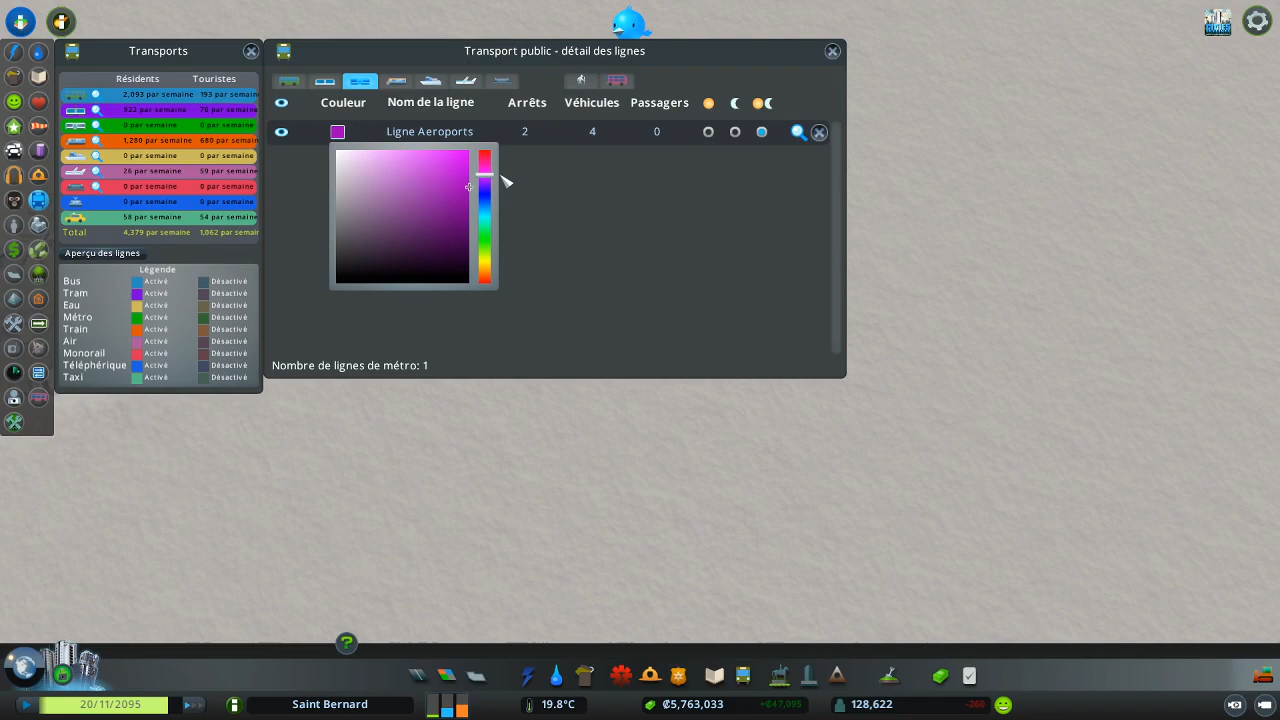 Transports
Résidents Touristes
2,093 par semaine 193 par semaine
922 par semaine 76 par semaine
0 par semaine 0 par semaine
1,280 par semaine 680 par semaine
0 par semaine 0 par semaine
26 par semaine 59 par semaine
0 par semaine 0 par semaine
0 par semaine 0 par semaine
58 par semaine 54 par semaine
Total 4,379 par semaine 1,062 par semain
Aperçu des lignes
Légende
Bus Activé Désactivé
Tram Activé Désactivé
Eau Activé Désactivé
Métro Activé Désactivé
Train Activé Désactivé
Air Activé Désactivé
Monorail Activé Désactivé
Téléphérique Activé Désactivé
Taxi Activé Désactivé
Transport public - détail des lignes
Couleur Nom de la ligne Arrêts Véhicules Passagers
Ligne Aeroports 2 4 0
Nombre de lignes de métro: 1
?
20/11/2095 Saint Bernard 19.8°C ₡5,763,033 +₡47,095 128,622 -260